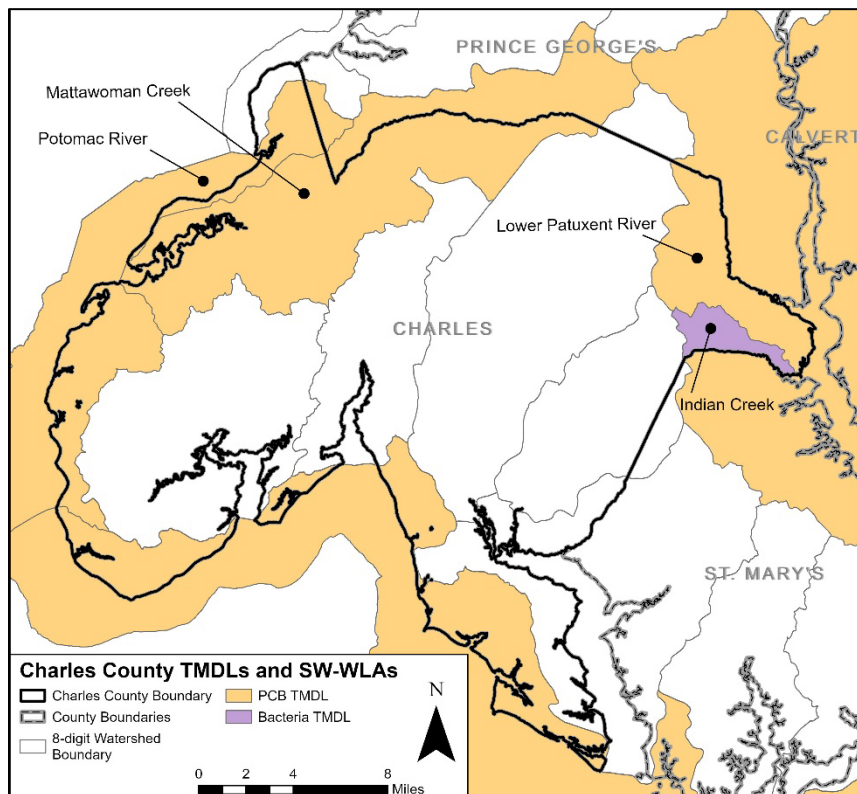 PRINCE GEORGE'S
Mattawoman Creek
Potomac River
CALVERT
Lower Patuxent River
CHARLES
Indian Creek
ST. MARY'S
Charles County TMDLs and SW-WLAs
Charles County Boundary
County Boundaries
8-digit Watershed
Boundary
PCB TMDL
Bacteria TMDL
N
0 2 4 8
Miles